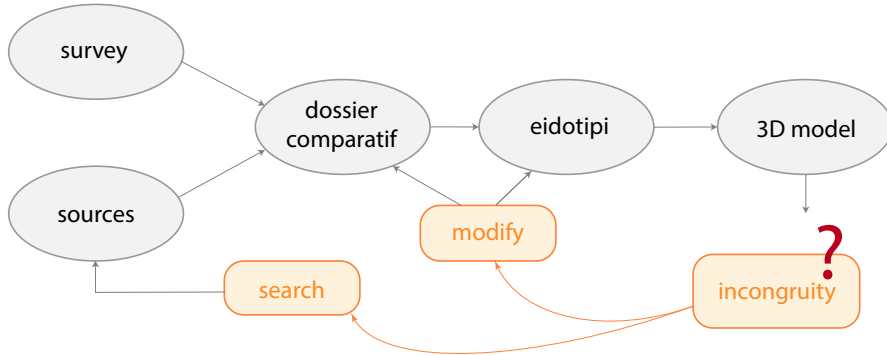 survey
dossier
comparatif
eidotipi
3D model
sources
modify
search
incongruity
?